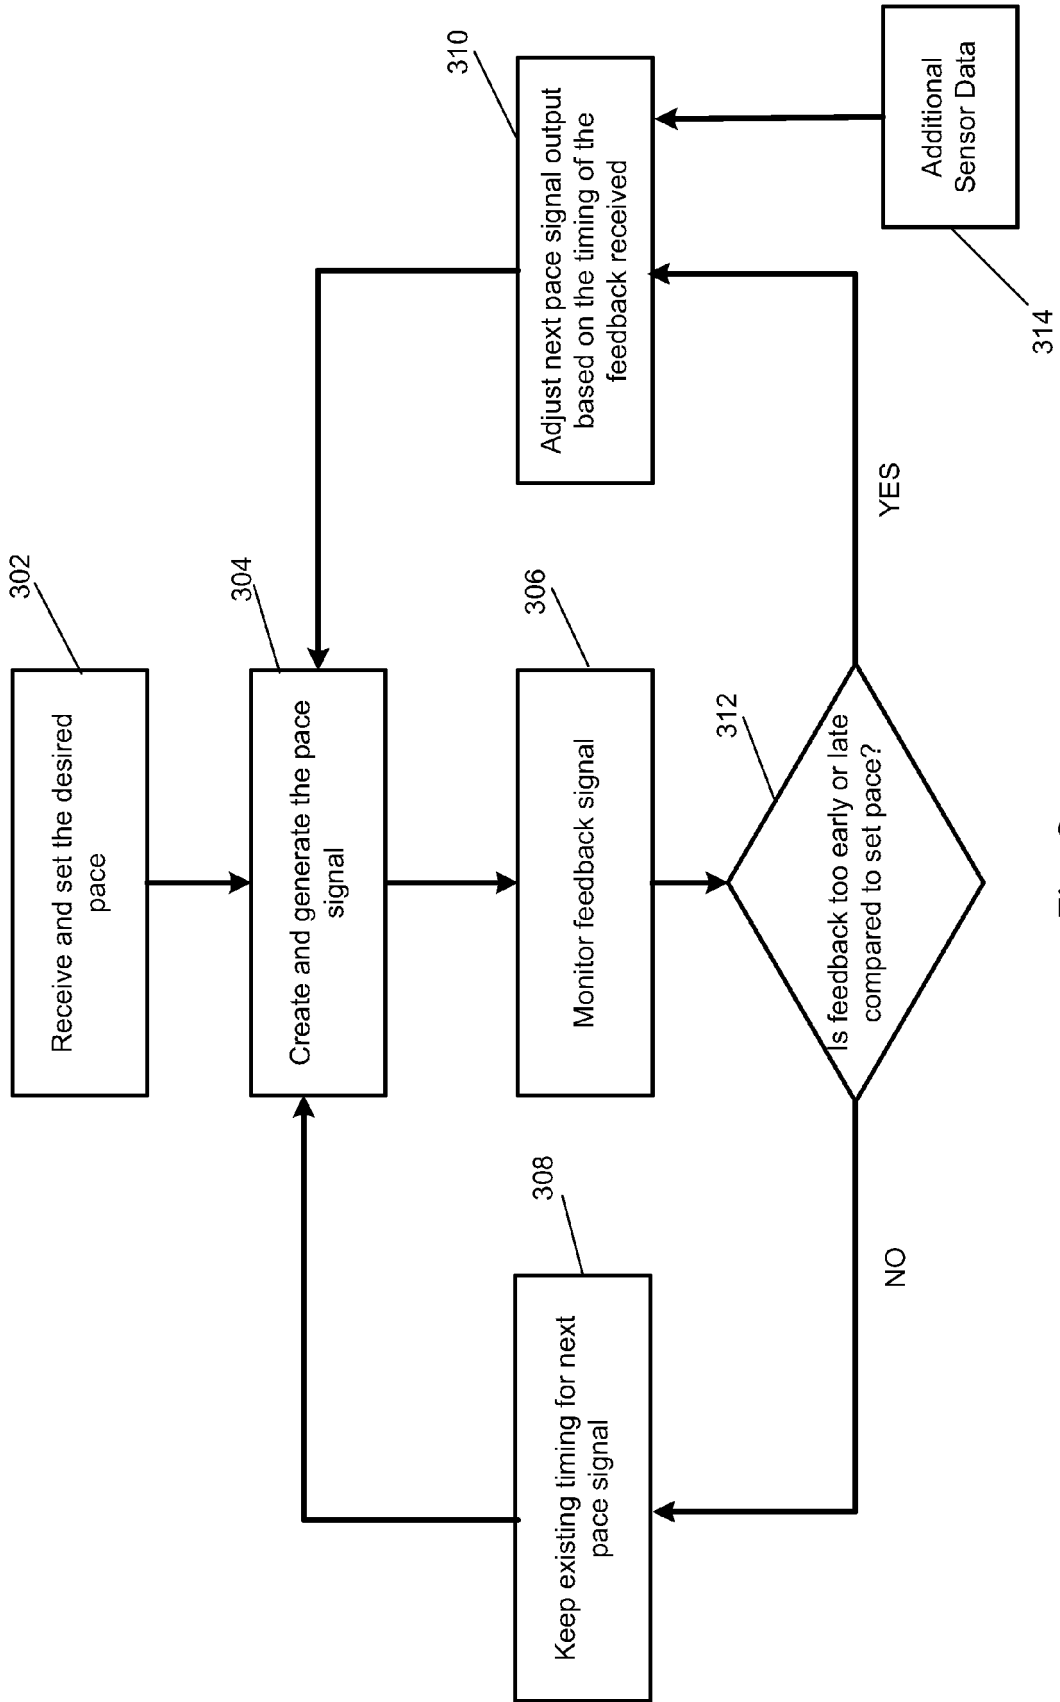 302
Receive and set the desired
pace
304
Create and generate the pace
signal
306
Monitor feedback signal
308
Keep existing timing for next
pace signal
310
Adjust next pace signal output
based on the timing of the
feedback received
312
Is feedback too early or late
compared to set pace?
NO
YES
314
Additional
Sensor Data